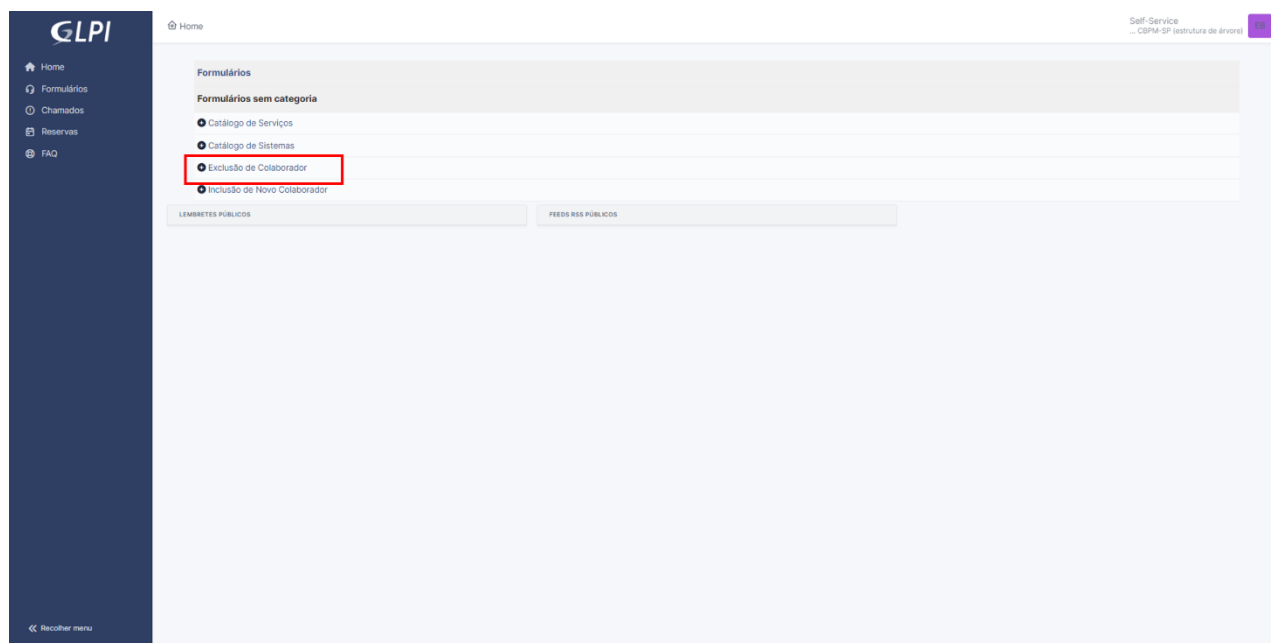 GLPI
Home
Self-Service
... CBPM-SP (estrutura de árvore)
Home
Formulários
Chamados
Reservas
FAQ
Formulários
Formulários sem categoria
Catálogo de Serviços
Catálogo de Sistemas
Exclusão de Colaborador
Inclusão de Novo Colaborador
LEMBRETES PÚBLICOS
FEEDS RSS PÚBLICOS
Recolher menu